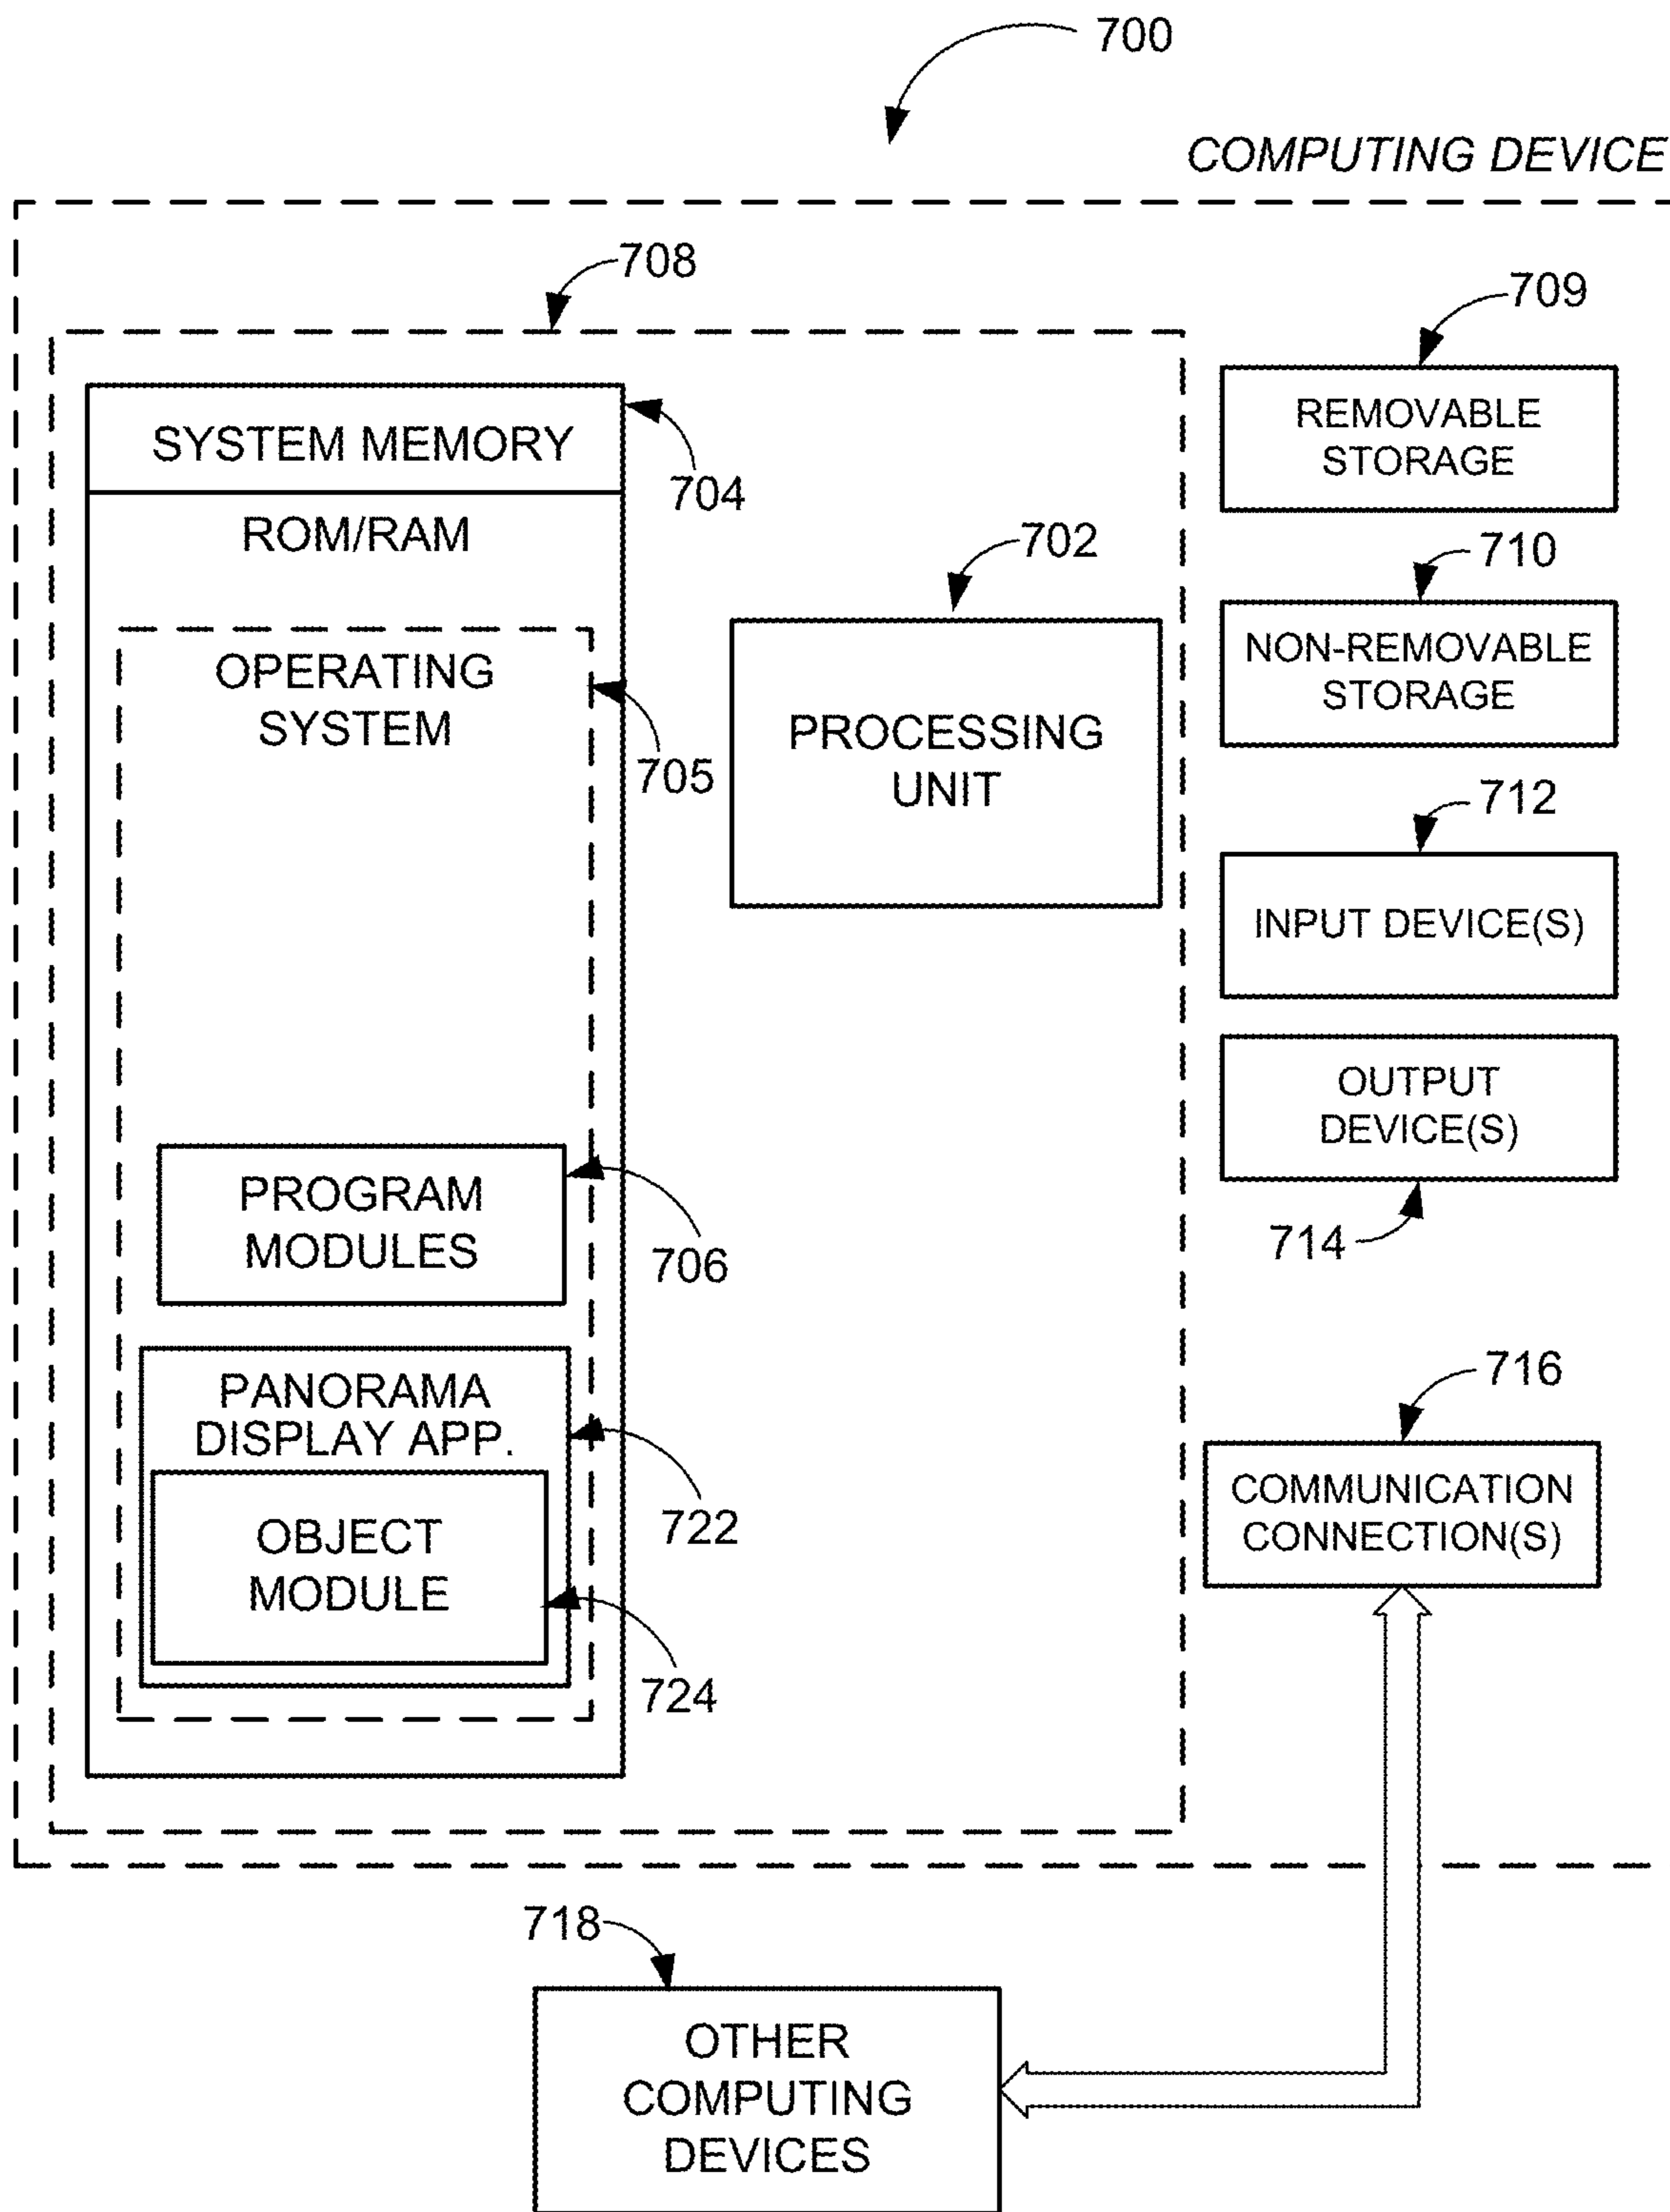 700
COMPUTING DEVICE
708
709
SYSTEM MEMORY
704
REMOVABLE
STORAGE
ROM/RAM
702
710
OPERATING
SYSTEM
705
PROCESSING
UNIT
NON-REMOVABLE
STORAGE
712
INPUT DEVICE(S)
OUTPUT
DEVICE(S)
714
PROGRAM
MODULES
706
PANORAMA
DISPLAY APP.
722
716
COMMUNICATION
CONNECTION(S)
OBJECT
MODULE
724
718
OTHER
COMPUTING
DEVICES